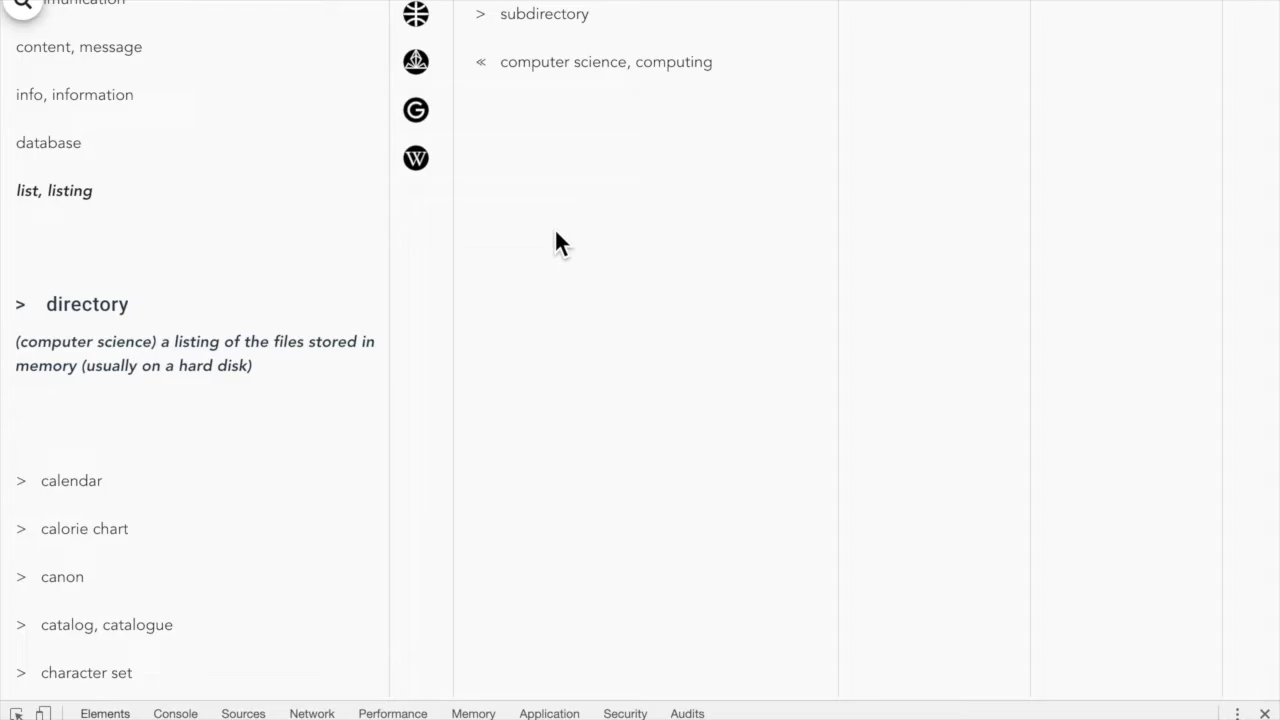 content, message
info, information
database
list, listing
> directory
(computer science) a listing of the files stored in
memory (usually on a hard disk)
> calendar
> calorie chart
> canon
> catalog, catalogue
> character set
G
W
> subdirectory
« computer science, computing
Elements Console Sources Network Performance Memory Application Security Audits